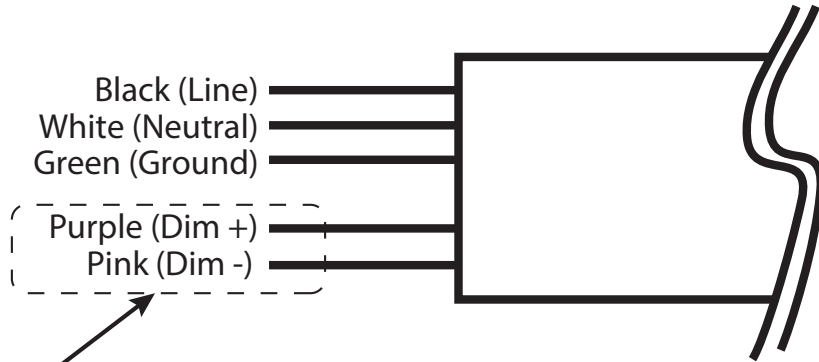 Black (Line)
White (Neutral)
Green (Ground)
Purple (Dim +)
Pink (Dim -)